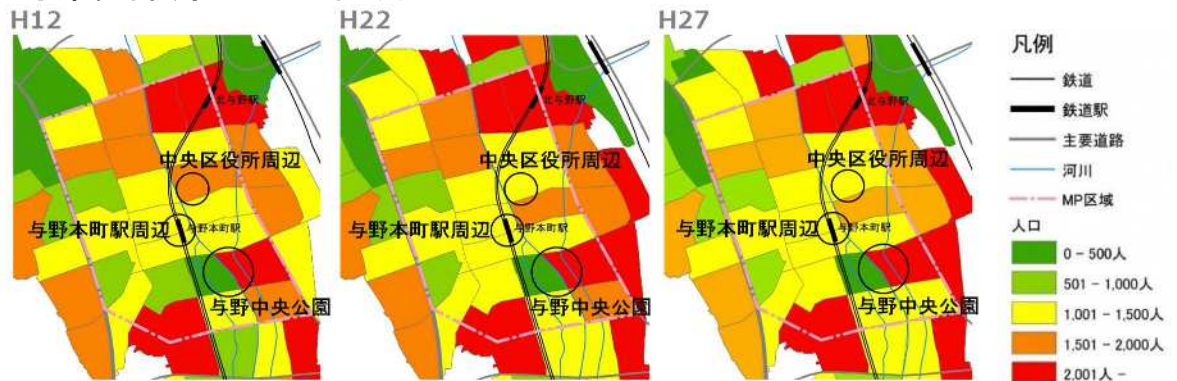 H12
H22
H27
北与野駅
中央区役所周辺
与野本町駅周辺
与野本町駅
与野中央公園
北与野駅
中央区役所周辺
与野本町駅周辺
与野本町駅
与野中央公園
北与野駅
中央区役所周辺
与野本町駅周辺
与野本町駅
与野中央公園
凡例
鉄道
鉄道駅
主要道路
河川
MP区域
人口
0 - 500人
501 - 1,000人
1,001 - 1,500人
1,501 - 2,000人
2,001人 -